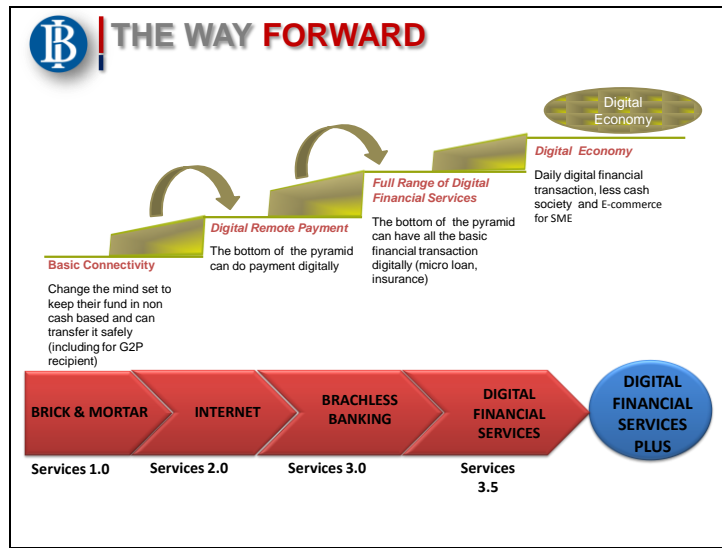 THE WAY FORWARD
Digital
Economy
Digital Economy
Daily digital financial
transaction, less cash
society and E-commerce
for SME
Full Range of Digital
Financial Services
The bottom of the pyramid
can have all the basic
financial transaction
digitally (micro loan,
insurance)
Digital Remote Payment
The bottom of the pyramid
can do payment digitally
Basic Connectivity
Change the mind set to
keep their fund in non
cash based and can
transfer it safely
(including for G2P
recipient)
BRICK & MORTAR
INTERNET
BRACHLESS
BANKING
DIGITAL
FINANCIAL
SERVICES
DIGITAL
FINANCIAL
SERVICES
PLUS
Services 1.0
Services 2.0
Services 3.0
Services
3.5